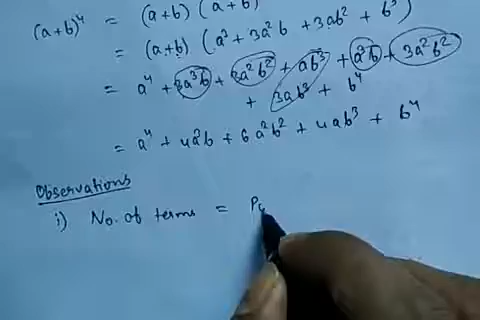 (a+b)⁴ = (a+b) (a+b)
= (a+b) (a³ + 3a²b + 3ab² + b³)
= a⁴ + 3a³b + 3a²b² + ab³ + a³b + 3a²b²
+ 3ab³ + b⁴
= a⁴ + 4a³b + 6a²b² + 4ab³ + b⁴
Observations
i) No. of terms =